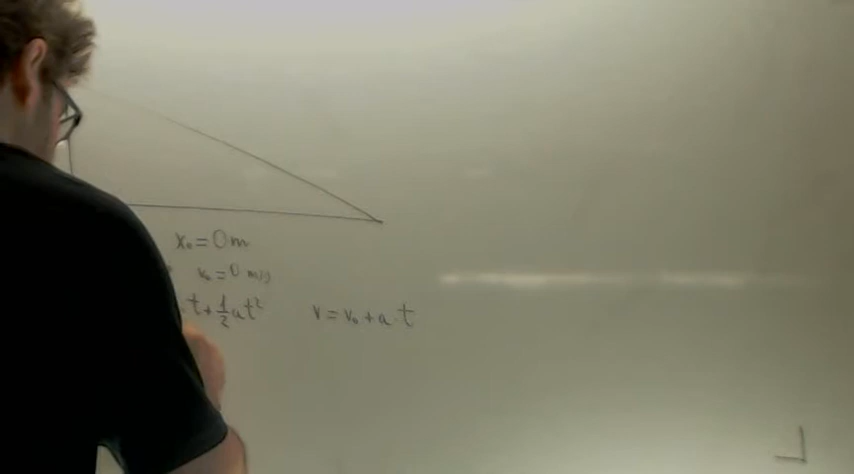 x₀ = 0 m
v₀ = 0 m/s
t + ½at² v = v₀ + a t